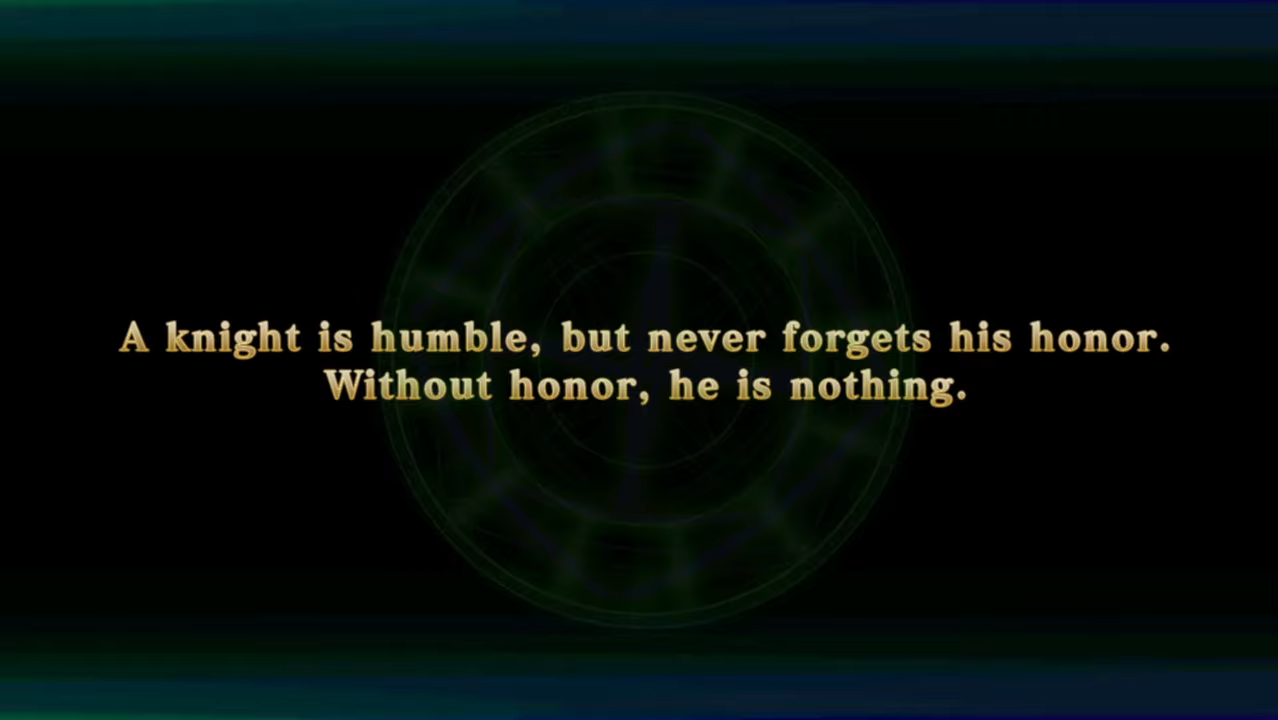 A knight is humble, but never forgets his honor.
Without honor, he is nothing.